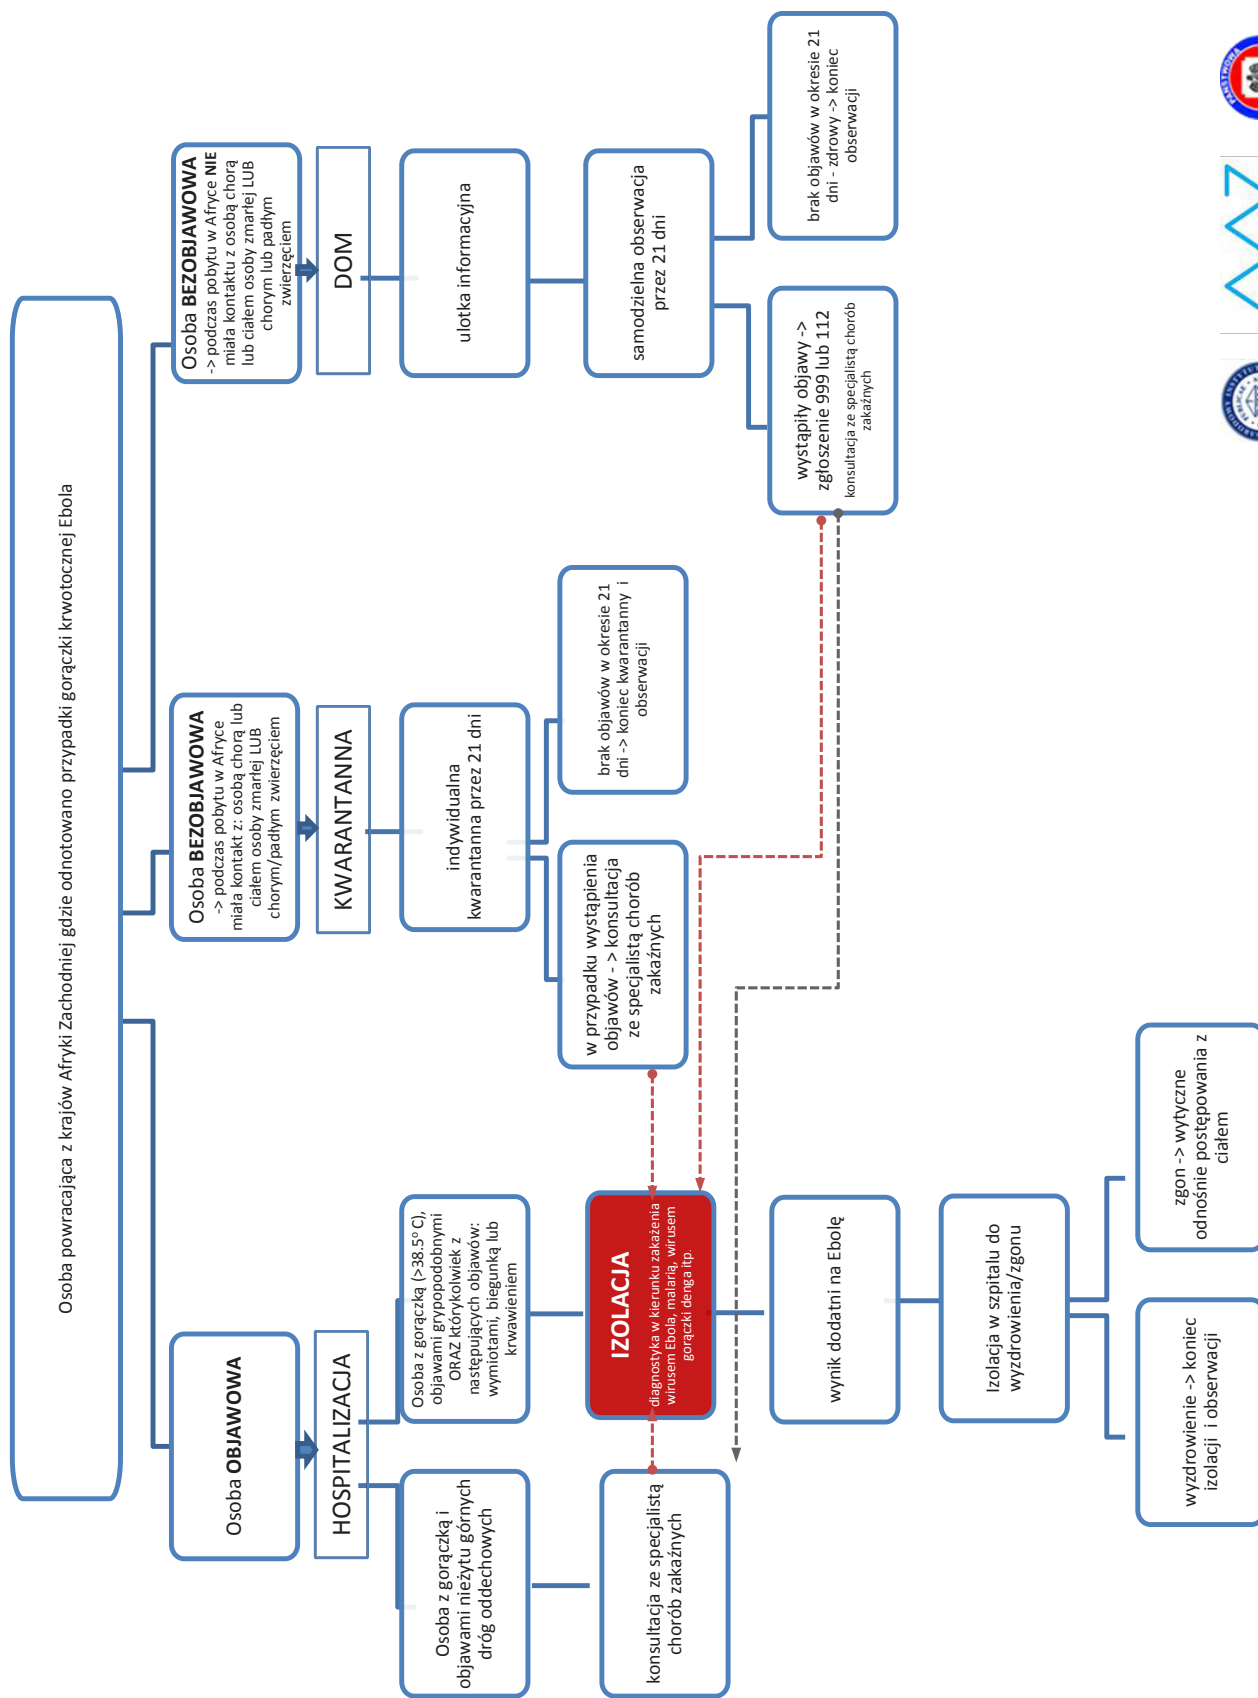 Osoba powracająca z krajów Afryki Zachodniej gdzie odnotowano przypadki gorączki krwotocznej Ebola
Osoba OBJAWOWA
HOSPITALIZACJA
Osoba z gorączką i
objawami nieżytu górnych
dróg oddechowych
konsultacja ze specjalistą
chorób zakaźnych
Osoba z gorączką (>38.5° C),
objawami grypopodobnymi
ORAZ którykolwiek z
następujących objawów:
wymiotami, biegunką lub
krwawieniem
IZOLACJA
diagnostyka w kierunku zakażenia
wirusem Ebola, malarią, wirusem
gorączki denga itp.
wynik dodatni na Ebolę
Izolacja w szpitalu do
wyzdrowienia/zgonu
wyzdrowienie -> koniec
izolacji i obserwacji
zgon -> wytyczne
odnośnie postępowania z
ciałem
Osoba BEZOBJAWOWA
-> podczas pobytu w Afryce
miała kontakt z: osobą chorą lub
ciałem osoby zmarłej LUB
chorym/padłym zwierzęciem
KWARANTANNA
indywidualna
kwarantanna przez 21 dni
w przypadku wystąpienia
objawów - > konsultacja
ze specjalistą chorób
zakaźnych
brak objawów w okresie 21
dni -> koniec kwarantanny i
obserwacji
Osoba BEZOBJAWOWA
-> podczas pobytu w Afryce NIE
miała kontaktu z osobą chorą
lub ciałem osoby zmarłej LUB
chorym lub padłym
zwierzęciem
DOM
ulotka informacyjna
samodzielna obserwacja
przez 21 dni
wystąpiły objawy ->
zgłoszenie 999 lub 112
konsultacja ze specjalistą chorób
zakaźnych
brak objawów w okresie 21
dni - zdrowy -> koniec
obserwacji
PAŃSTWOWA